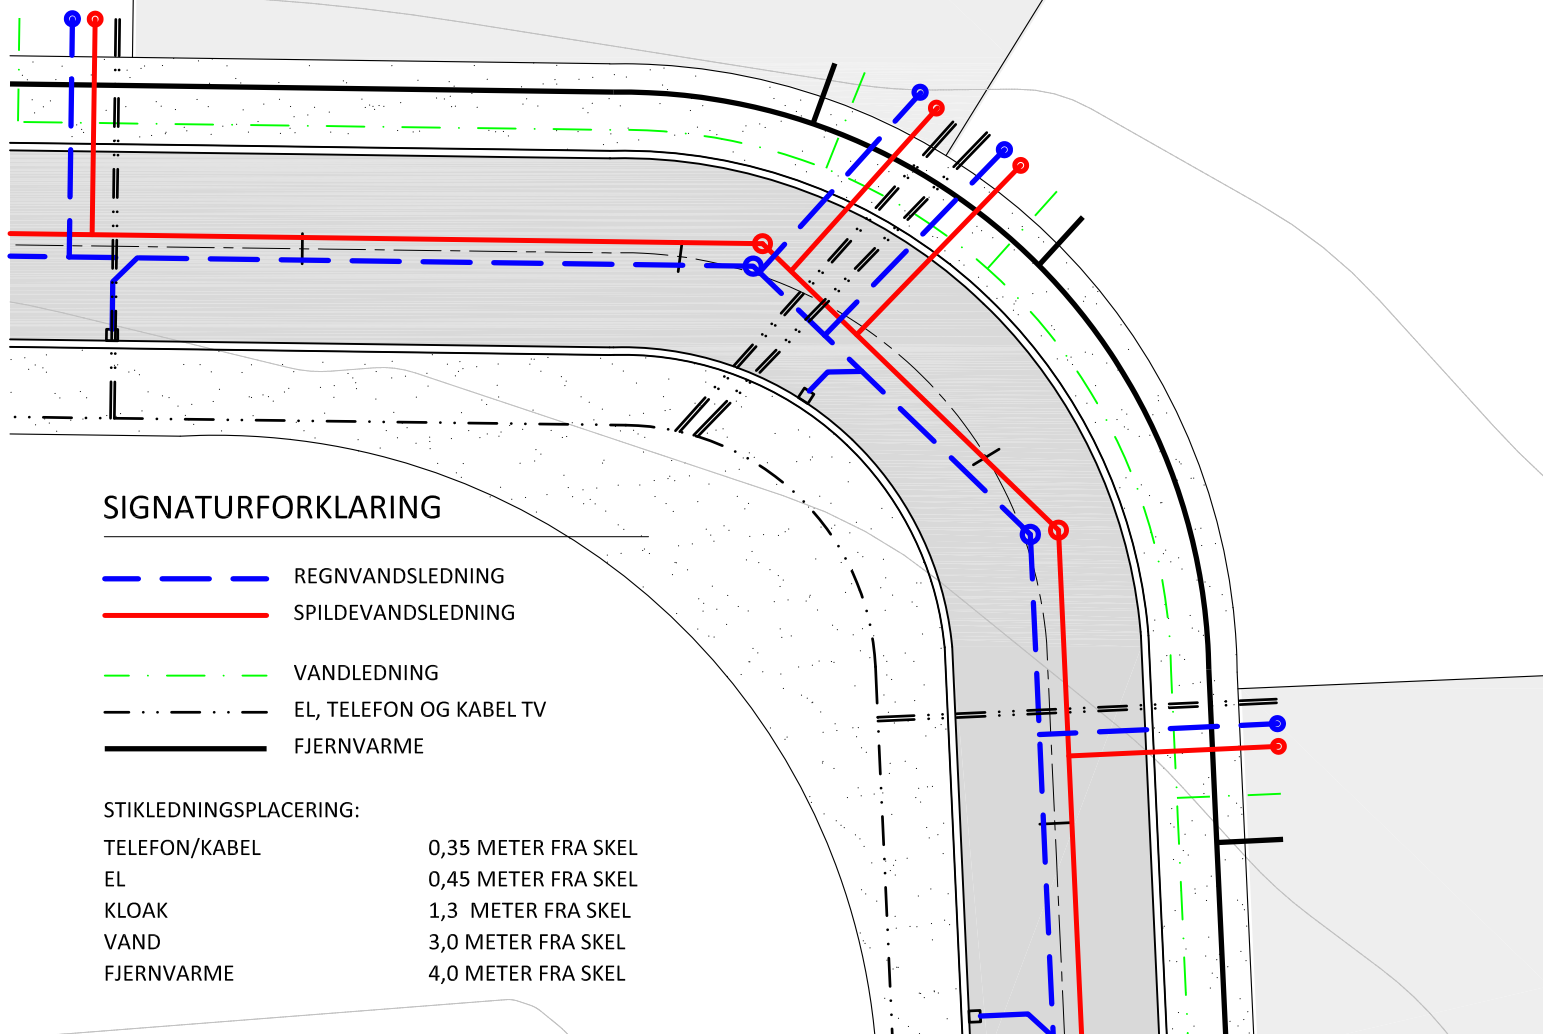 SIGNATURFORKLARING
REGNVANDSLEDNING
SPILDEVANDSLEDNING
VANDLEDNING
EL, TELEFON OG KABEL TV
FJERNVARME
STIKLEDNINGSPLACERING:
TELEFON/KABEL 0,35 METER FRA SKEL
EL 0,45 METER FRA SKEL
KLOAK 1,3 METER FRA SKEL
VAND 3,0 METER FRA SKEL
FJERNVARME 4,0 METER FRA SKEL